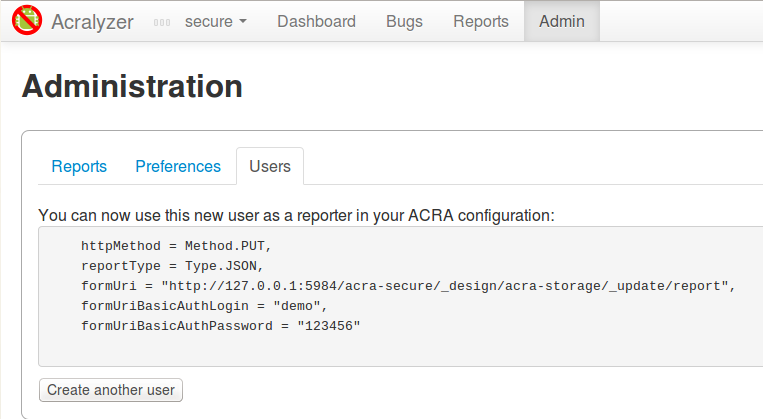 Acralyzer secure Dashboard Bugs Reports Admin
Administration
Reports Preferences Users
You can now use this new user as a reporter in your ACRA configuration:
httpMethod = Method.PUT,
reportType = Type.JSON,
formUri = "http://127.0.0.1:5984/acra-secure/_design/acra-storage/_update/report",
formUriBasicAuthLogin = "demo",
formUriBasicAuthPassword = "123456"
Create another user